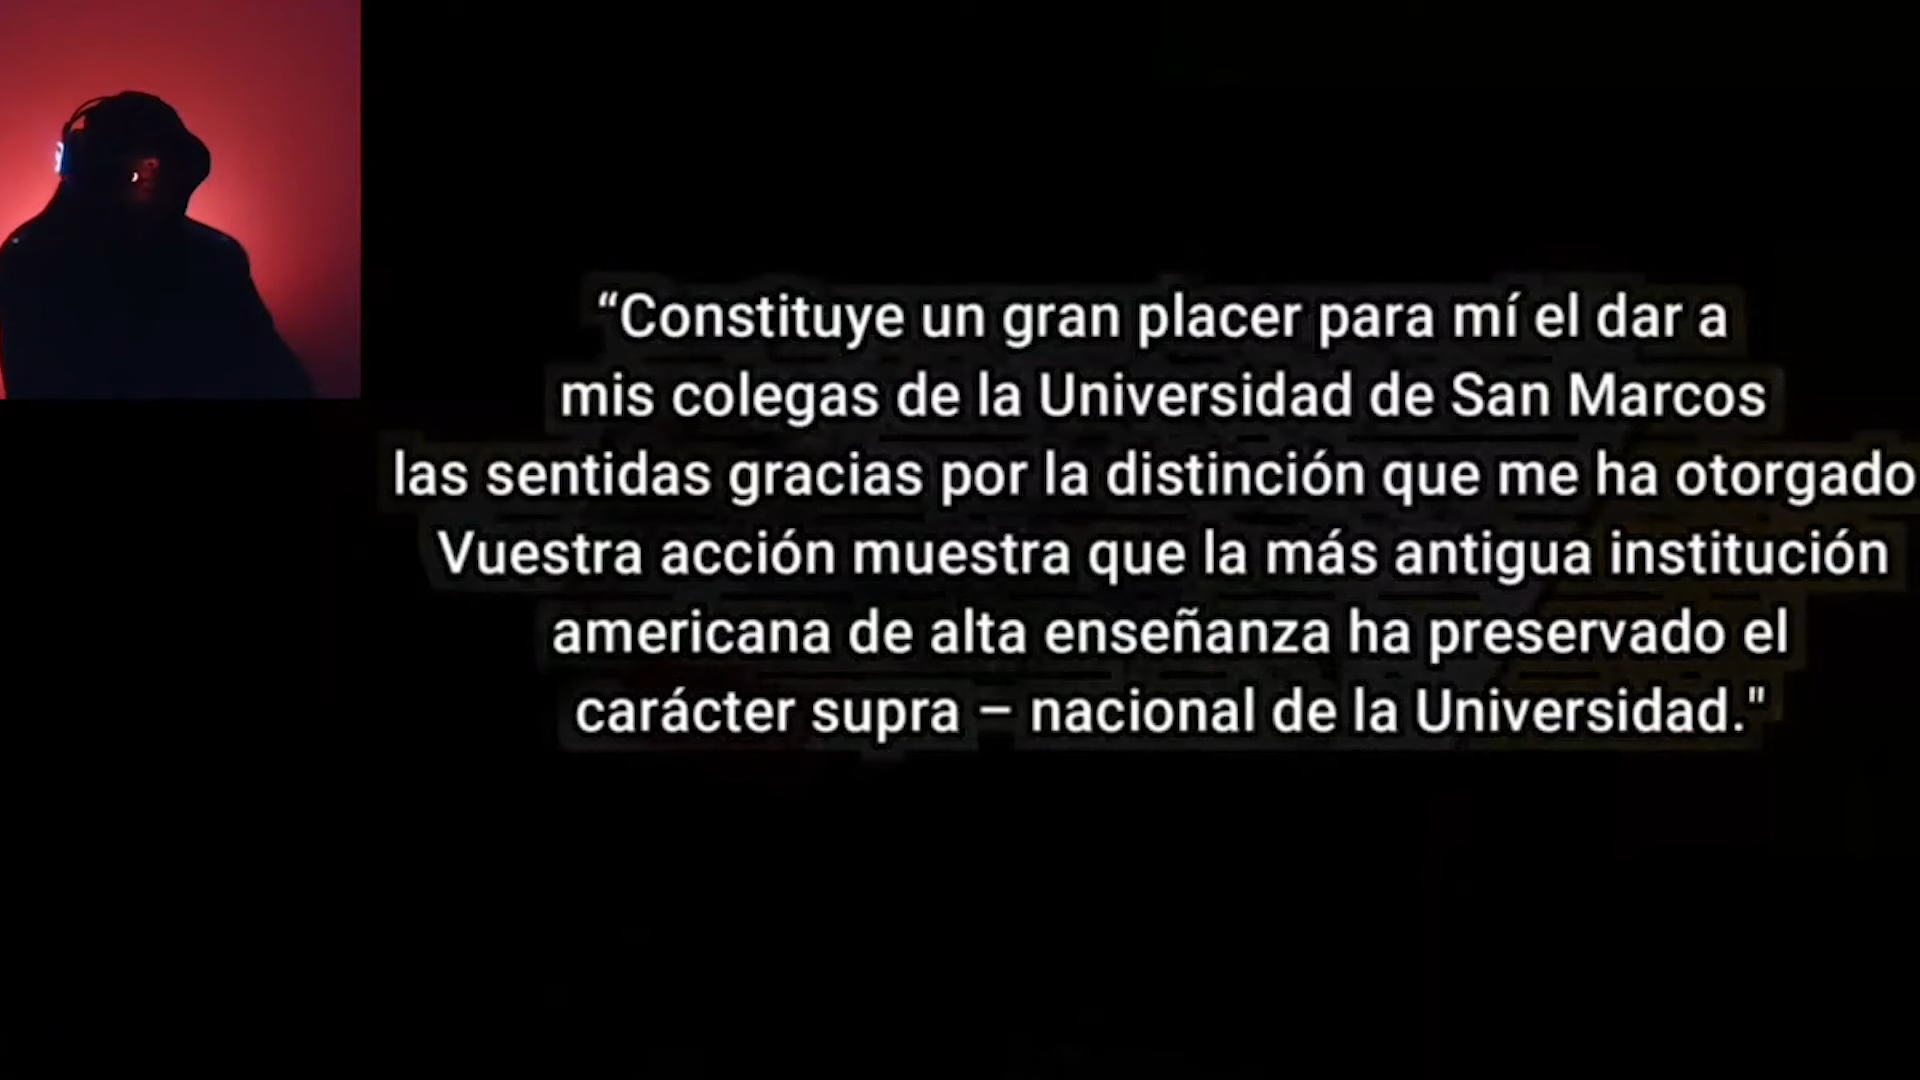 “Constituye un gran placer para mí el dar a
mis colegas de la Universidad de San Marcos
las sentidas gracias por la distinción que me ha otorgado
Vuestra acción muestra que la más antigua institución
americana de alta enseñanza ha preservado el
carácter supra – nacional de la Universidad."